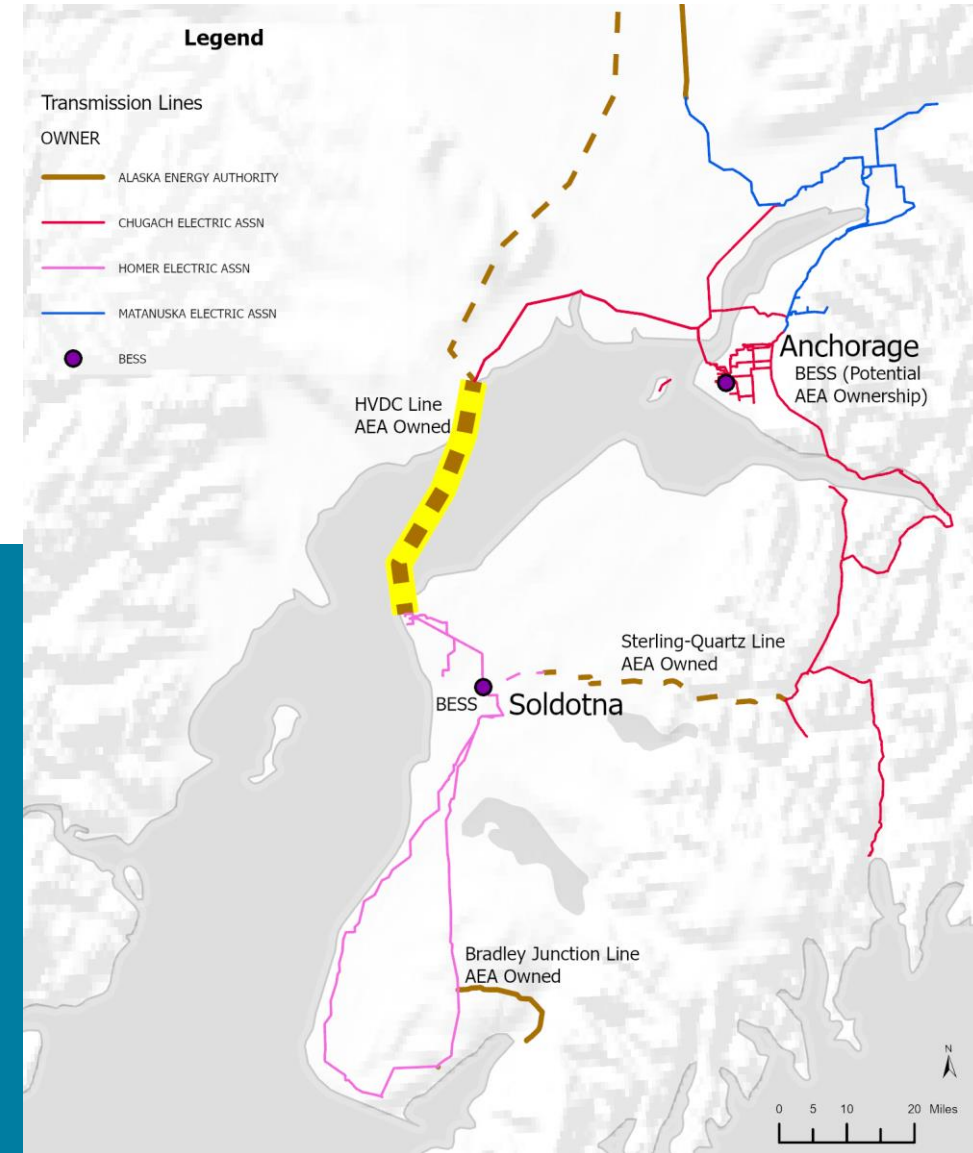 Legend
Transmission Lines
OWNER
ALASKA ENERGY AUTHORITY
CHUGACH ELECTRIC ASSN
HOMER ELECTRIC ASSN
MATANUSKA ELECTRIC ASSN
BESS
Anchorage
BESS (Potential
AEA Ownership)
HVDC Line
AEA Owned
Sterling-Quartz Line
AEA Owned
BESS
Soldotna
Bradley Junction Line
AEA Owned
N
0 5 10 20 Miles